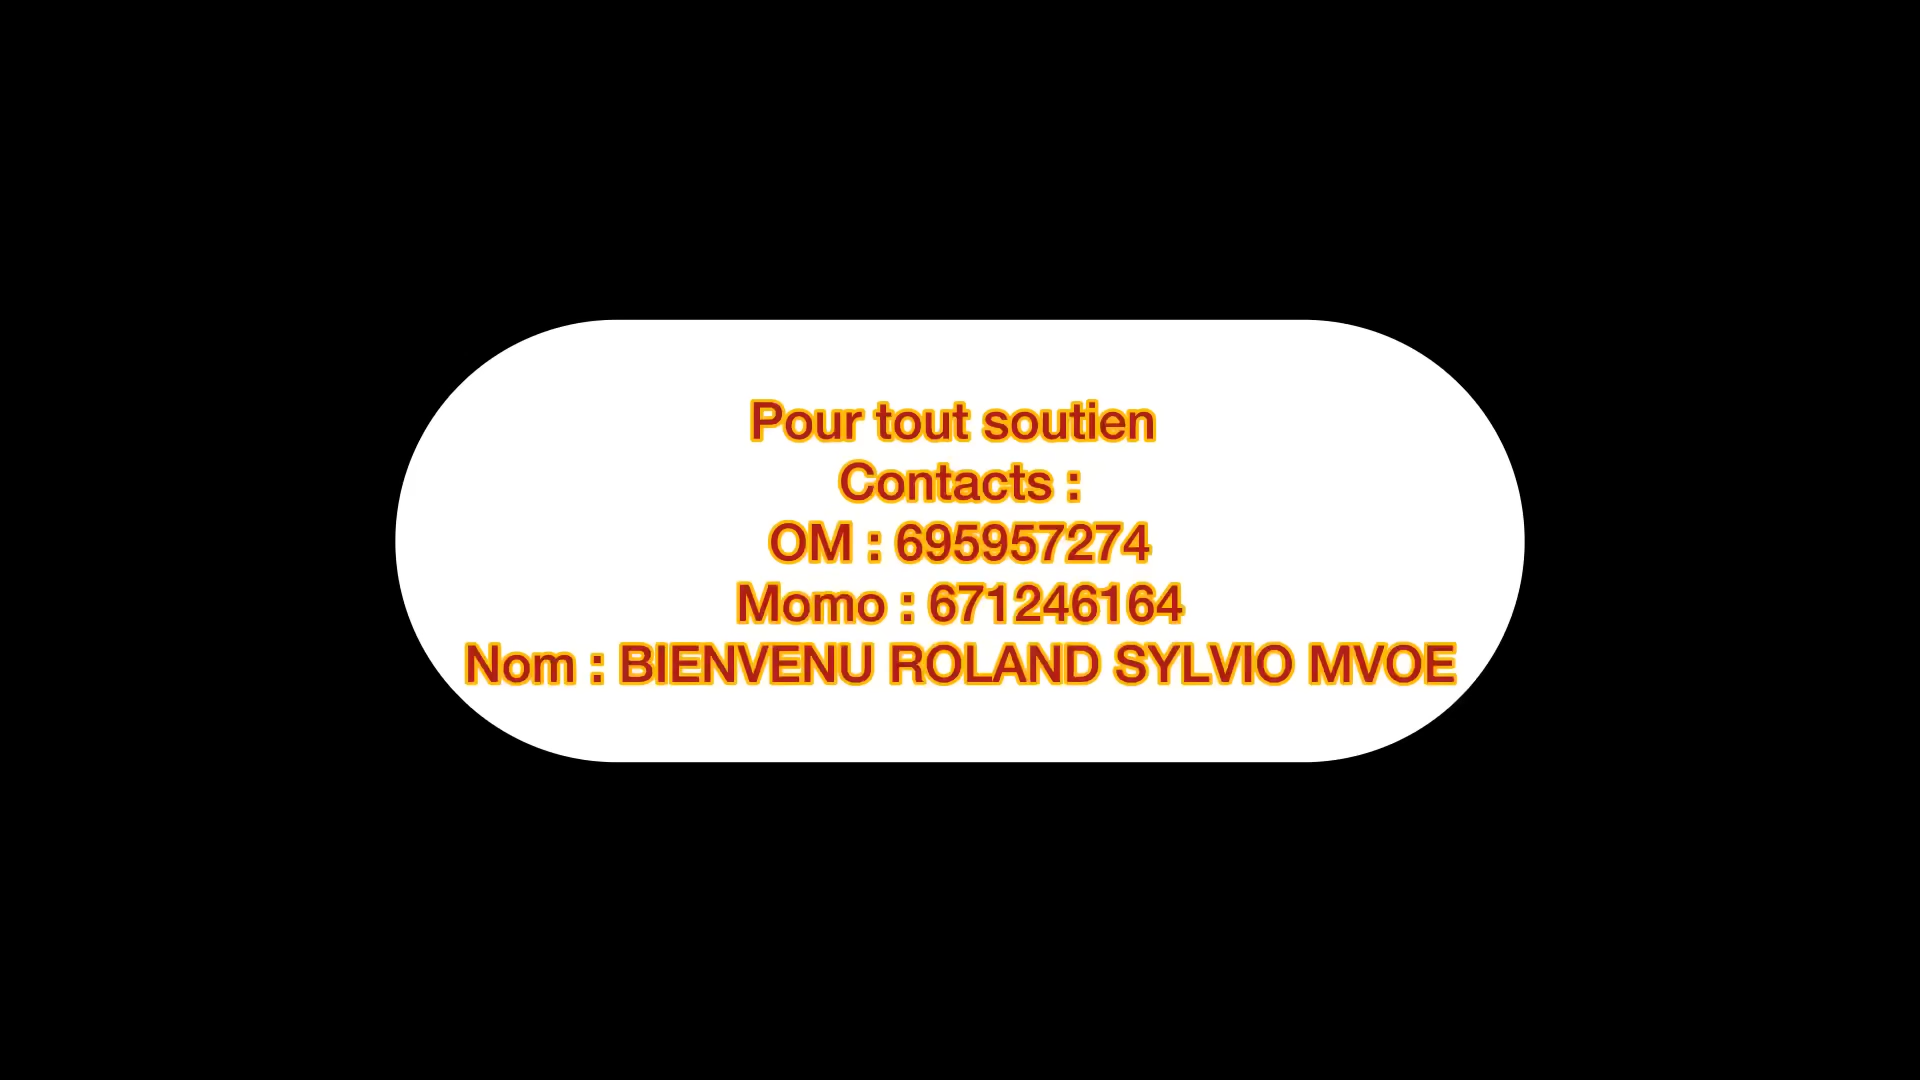 Pour tout soutien
Contacts :
OM : 695957274
Momo : 671246164
Nom : BIENVENU ROLAND SYLVIO MVOE